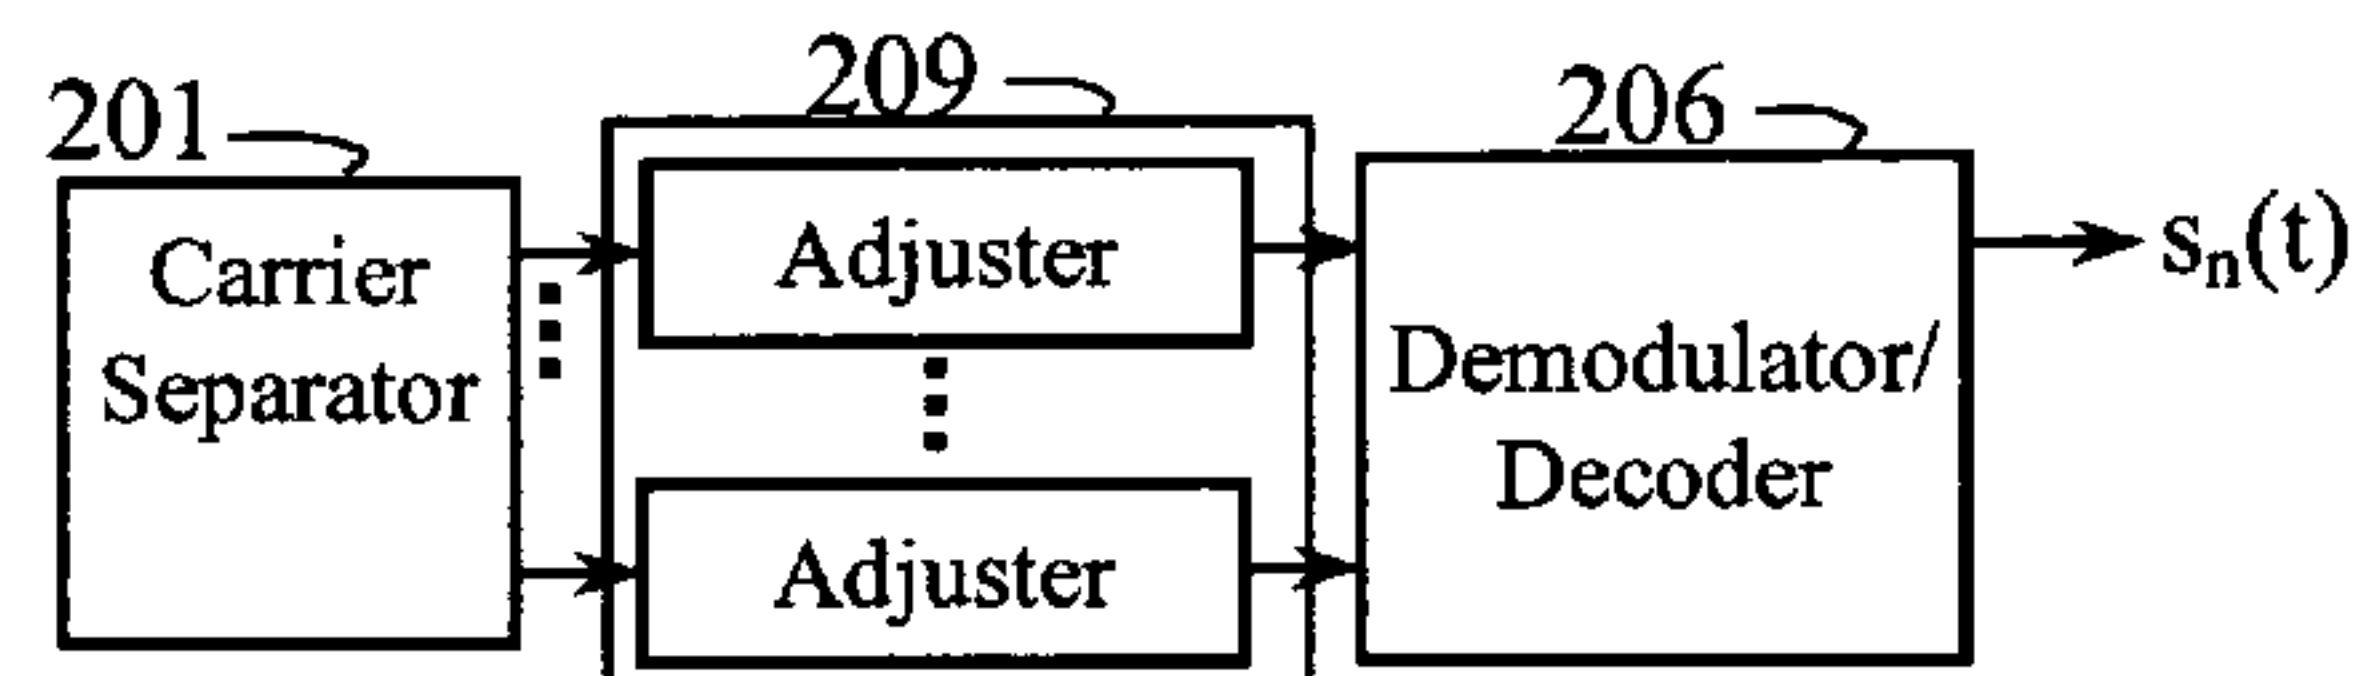 201
209
206
Carrier
Separator
Adjuster
Adjuster
Demodulator/
Decoder
sn(t)